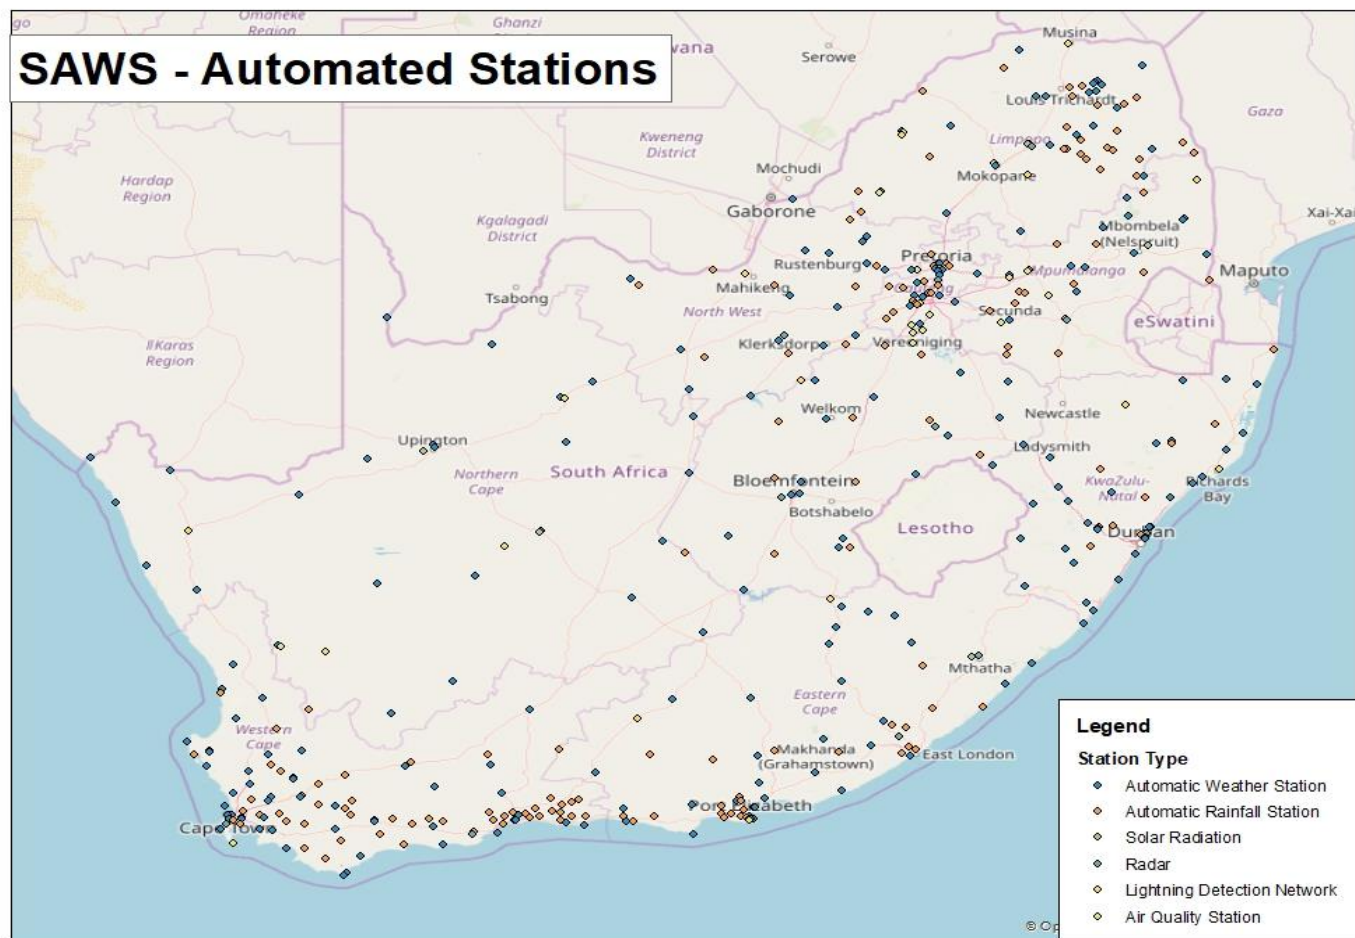 Omaheke
Region
Ghanzi
Musina
Serowe
SAWS - Automated Stations
Louis Trichardt
Gaza
Kweneng
District
Limpopo
Mochudi
Mokopane
Hardap
Region
Gaborone
Xai-Xai
Kgalagadi
District
Mbombela
(Nelspruit)
Pretoria
Rustenburg
Mpumalanga
Maputo
Mahikeng
Tsabong
North West
Secunda
eSwatini
IIKaras
Region
Klerksdorp
Vereeniging
Welkom
Newcastle
Upington
Ladysmith
South Africa
Northern
Cape
Bloemfontein
KwaZulu-
Natal
Richards
Bay
Botshabelo
Lesotho
Durban
Mthatha
Eastern
Cape
Western
Cape
Makhanda
(Grahamstown)
East London
Port Elizabeth
Cape Town
Legend
Station Type
Automatic Weather Station
Automatic Rainfall Station
Solar Radiation
Radar
Lightning Detection Network
Air Quality Station